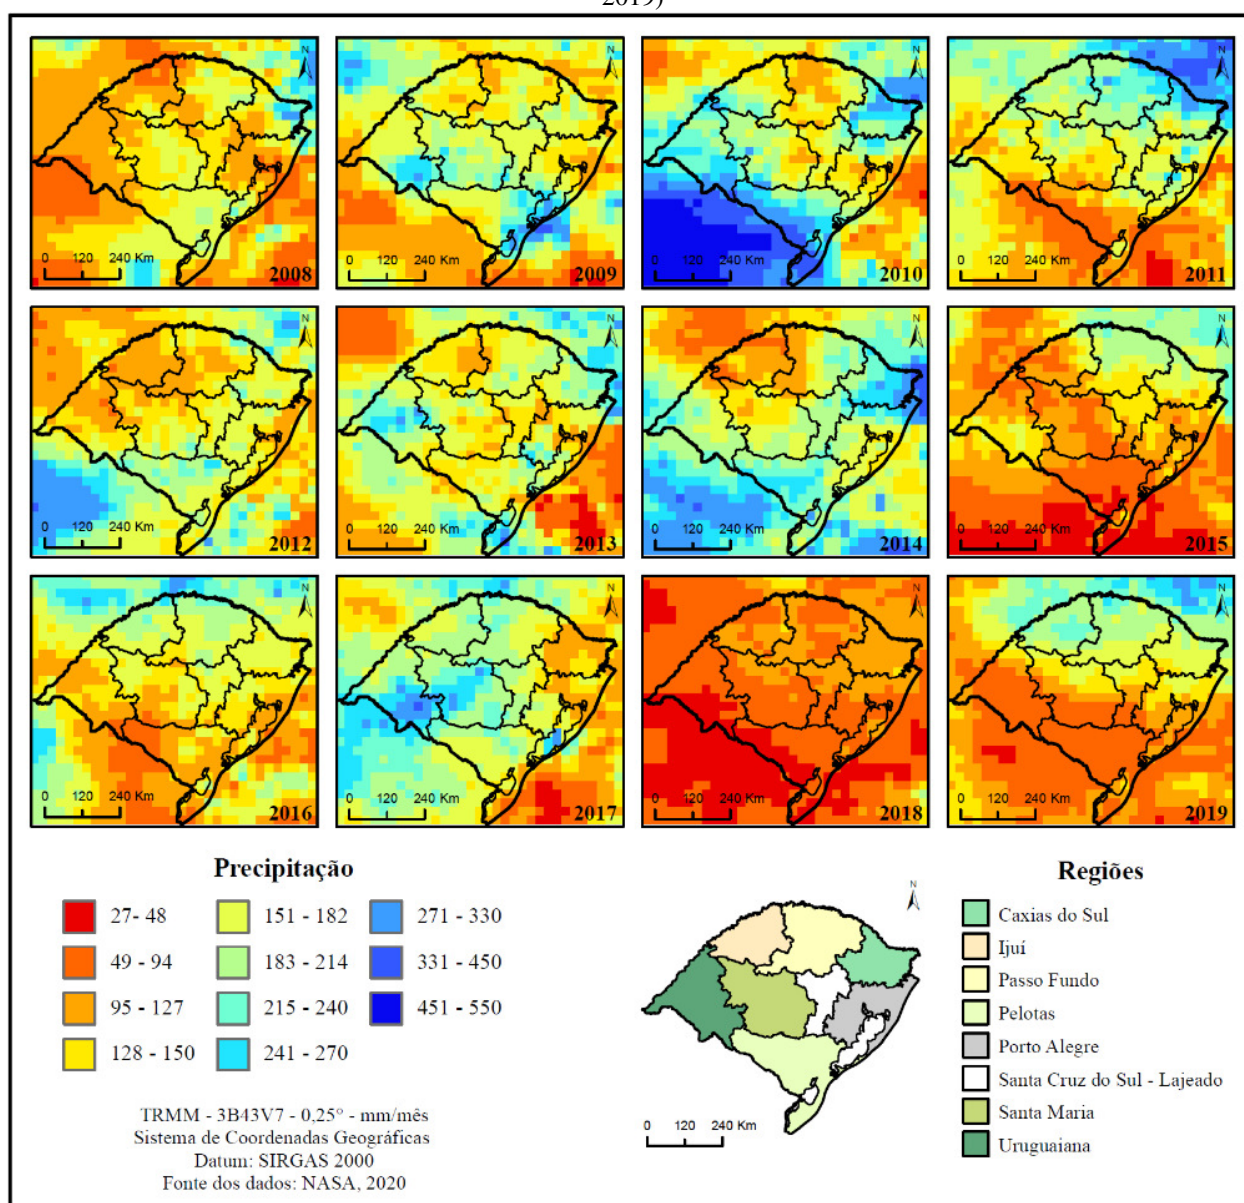 2019)
N
N
N
N
0 120 240 Km
2008
0 120 240 Km
2009
0 120 240 Km
2010
0 120 240 Km
2011
N
N
N
N
0 120 240 Km
2012
0 120 240 Km
2013
0 120 240 Km
2014
0 120 240 Km
2015
N
N
N
N
0 120 240 Km
2016
0 120 240 Km
2017
0 120 240 Km
2018
0 120 240 Km
2019
Precipitação
27- 48
49 - 94
95 - 127
128 - 150
151 - 182
183 - 214
215 - 240
241 - 270
271 - 330
331 - 450
451 - 550
TRMM - 3B43V7 - 0,25° - mm/mês
Sistema de Coordenadas Geográficas
Datum: SIRGAS 2000
Fonte dos dados: NASA, 2020
N
0 60 120 240 Km
Regiões
Caxias do Sul
Ijuí
Passo Fundo
Pelotas
Porto Alegre
Santa Cruz do Sul - Lajeado
Santa Maria
Uruguaiana